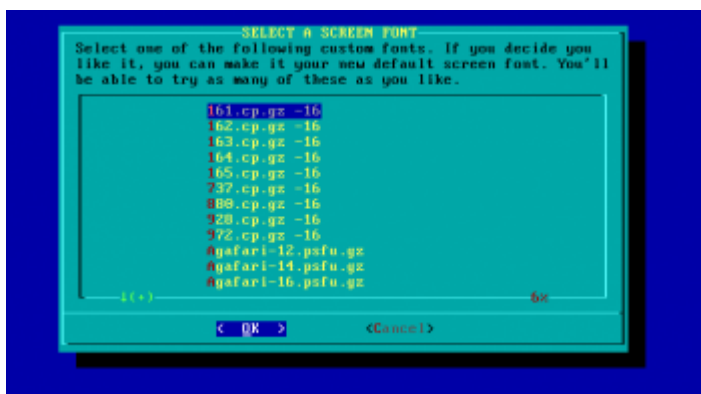 SELECT A SCREEN FONT
Select one of the following custom fonts. If you decide you
like it, you can make it your new default screen font. You'll
be able to try as many of these as you like.
161.cp.gz -16
162.cp.gz -16
163.cp.gz -16
164.cp.gz -16
165.cp.gz -16
737.cp.gz -16
880.cp.gz -16
928.cp.gz -16
972.cp.gz -16
Agafari-12.psfu.gz
Agafari-14.psfu.gz
Agafari-16.psfu.gz
↓(+) 6%
< OK > <Cancel>